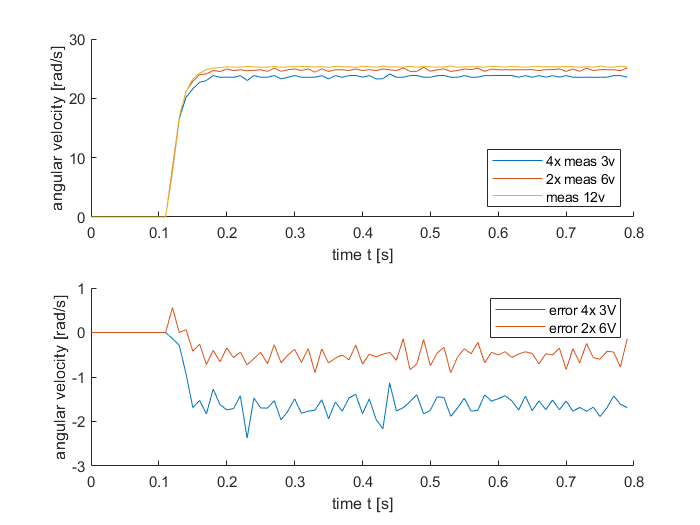 30
20
10
0
angular velocity [rad/s]
4x meas 3v
2x meas 6v
meas 12v
0 0.1 0.2 0.3 0.4 0.5 0.6 0.7 0.8
time t [s]
1
0
-1
-2
-3
angular velocity [rad/s]
error 4x 3V
error 2x 6V
0 0.1 0.2 0.3 0.4 0.5 0.6 0.7 0.8
time t [s]